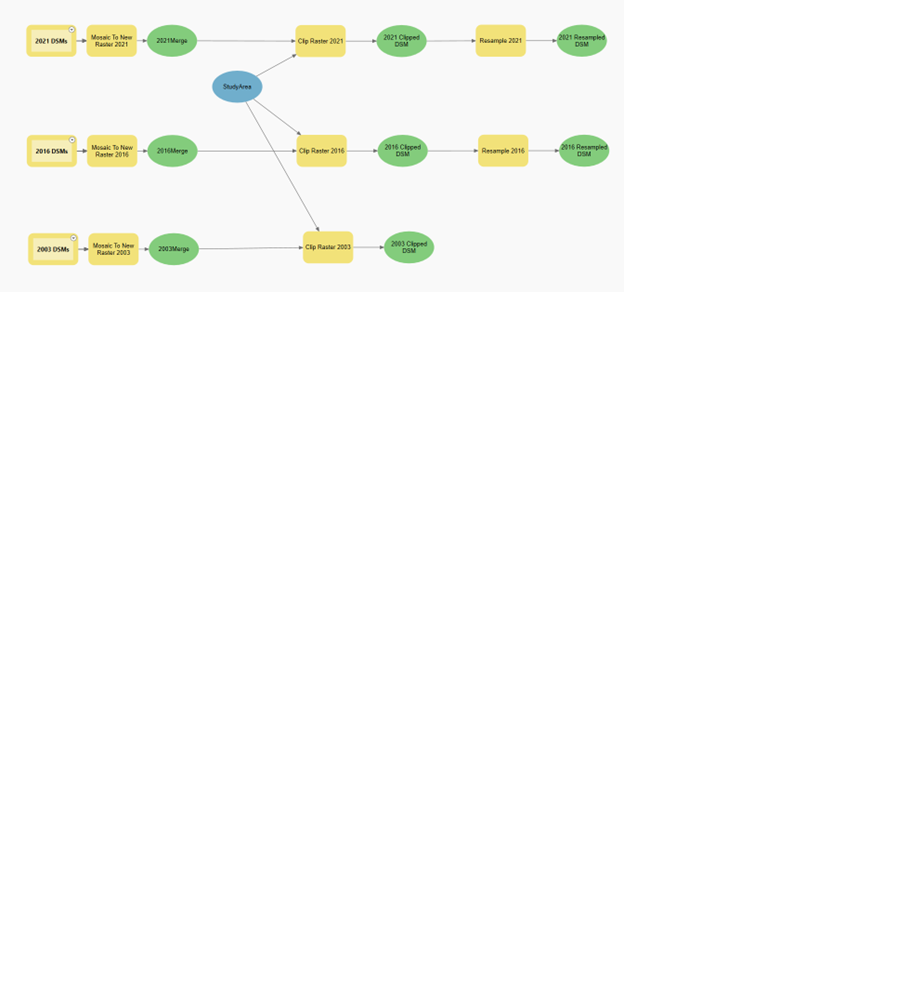 2021 DSMs
Mosaic To New
Raster 2021
2021Merge
Clip Raster 2021
2021 Clipped
DSM
Resample 2021
2021 Resampled
DSM
StudyArea
2016 DSMs
Mosaic To New
Raster 2016
2016Merge
Clip Raster 2016
2016 Clipped
DSM
Resample 2016
2016 Resampled
DSM
2003 DSMs
Mosaic To New
Raster 2003
2003Merge
Clip Raster 2003
2003 Clipped
DSM